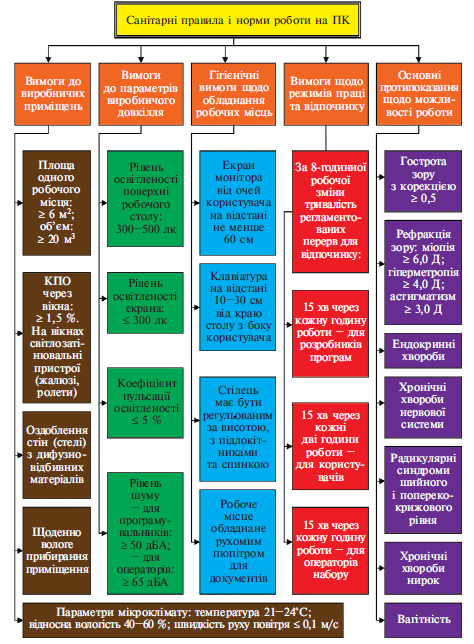 Санітарні правила і норми роботи на ПК
Вимоги до
виробничих
приміщень
Вимоги
до параметрів
виробничого
довкілля
Гігієнічні
вимоги щодо
обладнання
робочих місць
Вимоги щодо
режимів праці
та відпочинку
Основні
протипоказання
щодо можли-
вості роботи
Площа
одного
робочого
місця:
≥ 6 м²;
об’єм:
≥ 20 м³
КПО
через
вікна:
≥ 1,5 %.
На вікнах
світлозаті-
нювальні
пристрої
(жалюзі,
ролети)
Оздоблення
стін (стелі)
з дифузно-
відбивних
матеріалів
Щоденно
вологе
прибирання
приміщення
Рівень
освітленості
поверхні
робочого
столу:
300−500 лк
Рівень
освітленості
екрана:
≤ 300 лк
Коефіцієнт
пульсації
освітленості
≤ 5 %
Рівень
шуму
— для
програму-
вальників:
≥ 50 дБА;
— для
операторів:
≥ 65 дБА
Екран
монітора
від очей
користувача
на відстані
не менше
60 см
Клавіатура
на відстані
10−30 см
від краю
столу з боку
користувача
Стілець
має бути
регульованим
за висотою,
з підлокіт-
никами
та спинкою
Робоче
місце
обладнане
рухомим
пюпітром
для
документів
За 8-годинної
робочої
зміни
тривалість
регламенто-
ваних
перерв для
відпочинку:
15 хв через
кожну годину
роботи — для
розробників
програм
15 хв через
кожні
дві години
роботи —
для користу-
вачів
15 хв через
кожну годину
роботи — для
операторів
набору
Гострота
зору
з корекцією
≥ 0,5
Рефракція
зору: міопія
≥ 6,0 Д;
гіперметропія
≥ 4,0 Д;
астигматизм
≥ 3,0 Д
Ендокринні
хвороби
Хронічні
хвороби
нервової
системи
Радикулярні
синдроми
шийного
і попереко-
крижового
рівня
Хронічні
хвороби
нирок
Вагітність
Параметри мікроклімату: температура 21−24°С;
відносна вологість 40−60 %; швидкість руху повітря ≤ 0,1 м/с